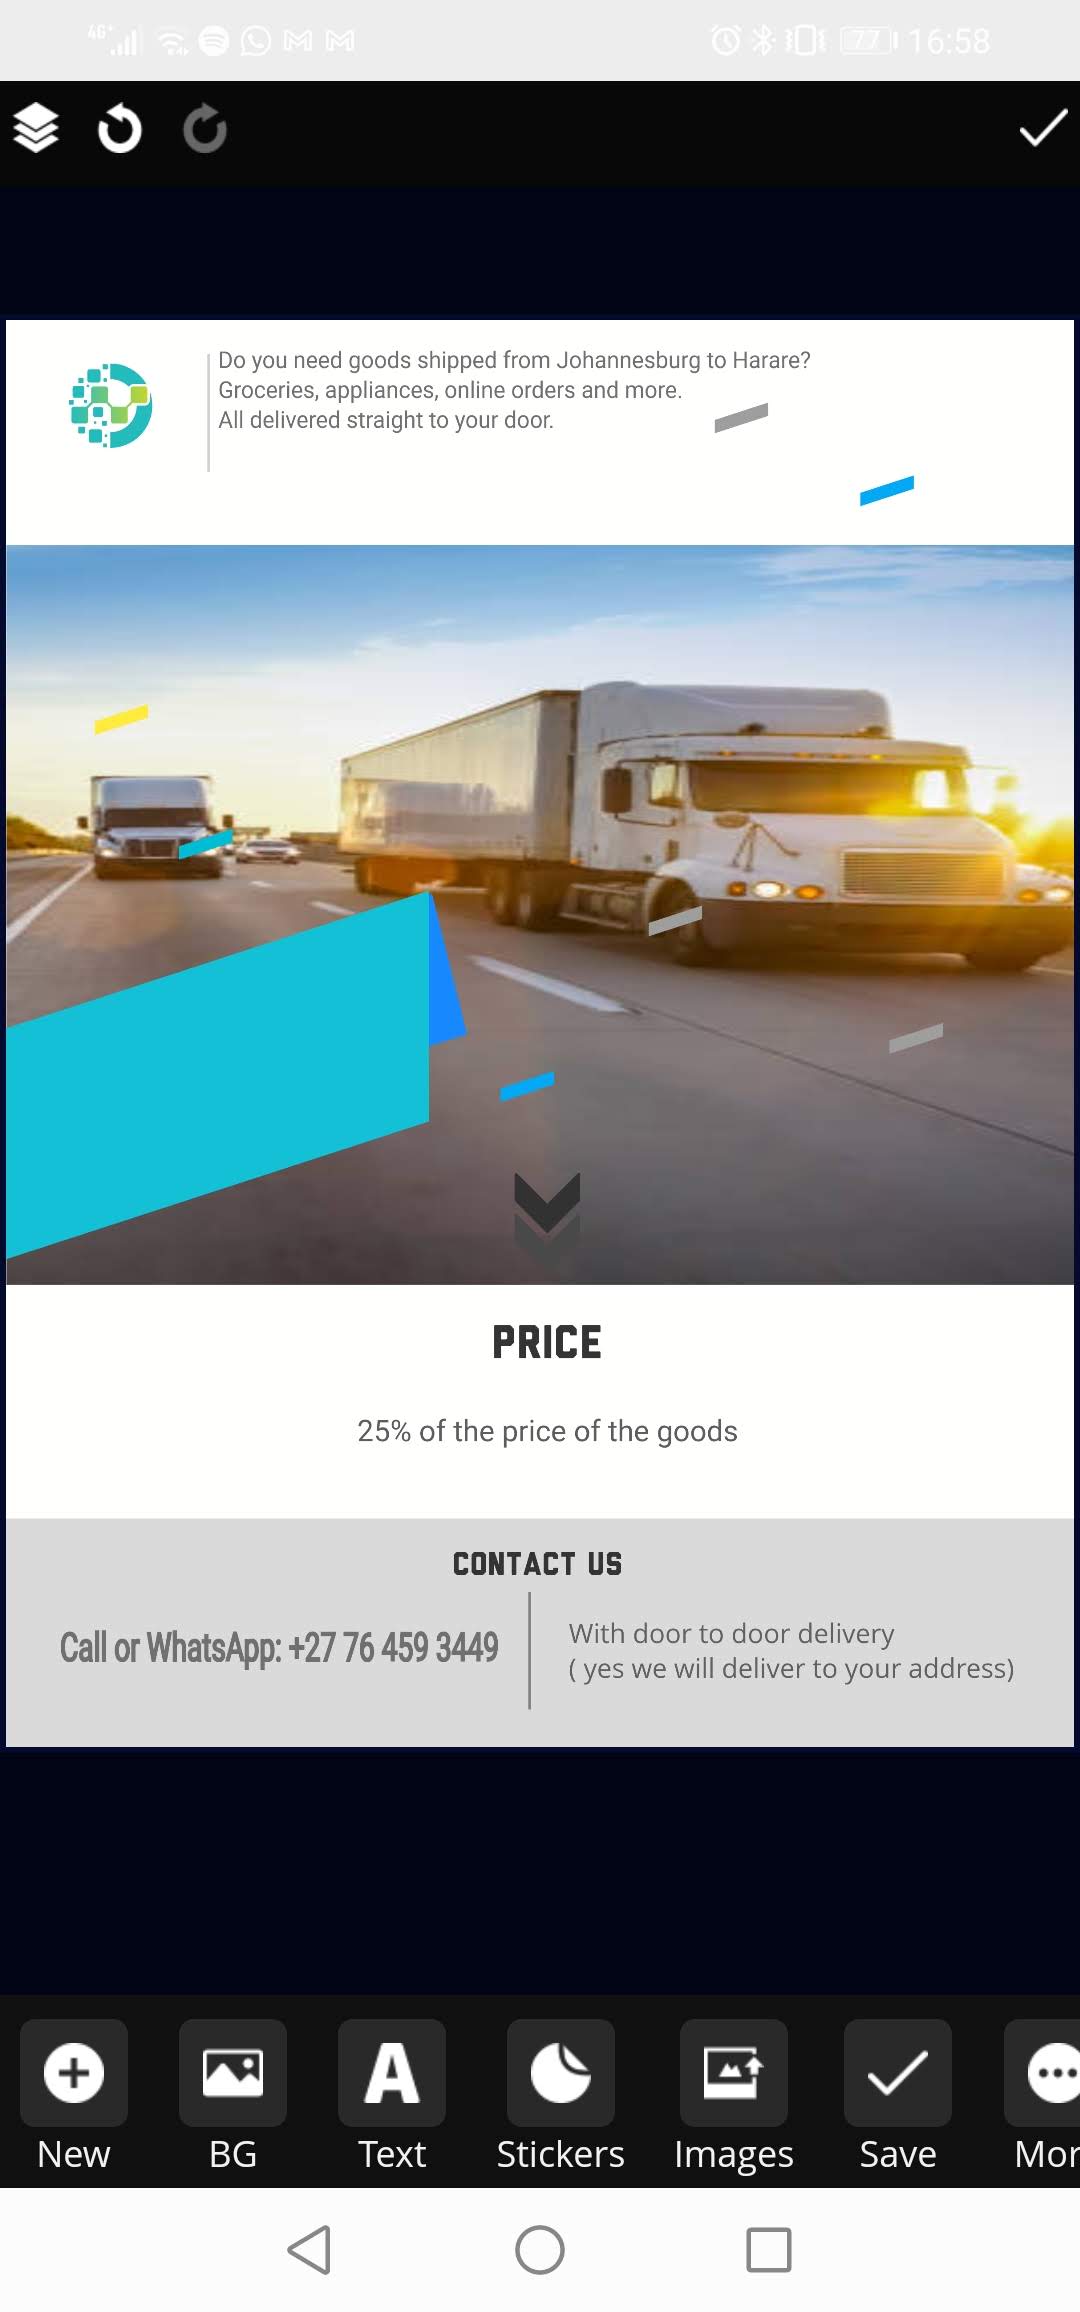 4G+ 77 16:58
Do you need goods shipped from Johannesburg to Harare?
Groceries, appliances, online orders and more.
All delivered straight to your door.
PRICE
25% of the price of the goods
CONTACT US
Call or WhatsApp: +27 76 459 3449
With door to door delivery
( yes we will deliver to your address)
New BG Text Stickers Images Save Mor